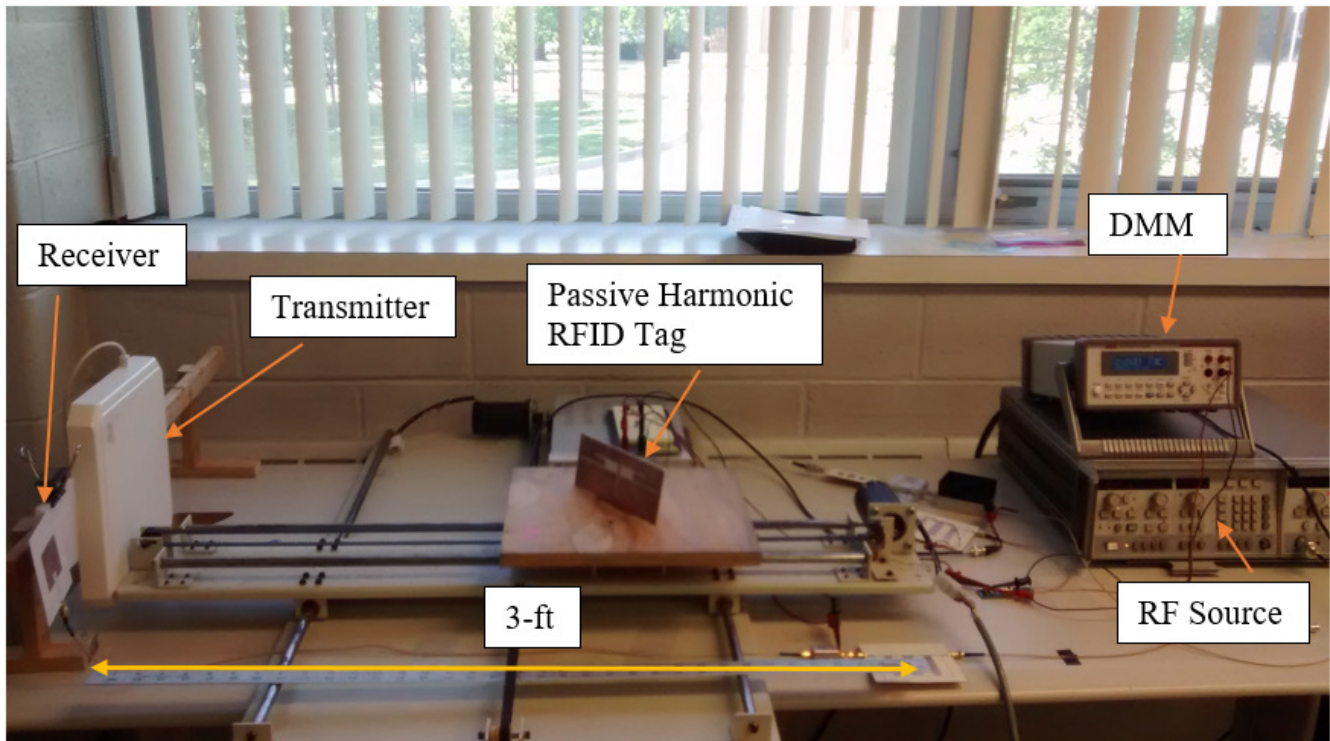 DMM
Receiver
Transmitter
Passive Harmonic
RFID Tag
3-ft
RF Source